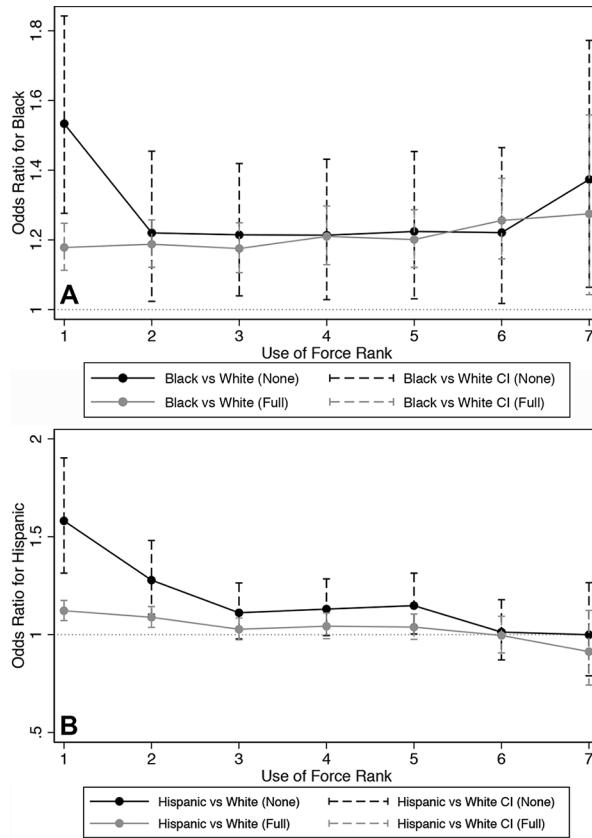 1.8
1.6
1.4
1.2
1
Odds Ratio for Black
A
1 2 3 4 5 6 7
Use of Force Rank
Black vs White (None) Black vs White CI (None)
Black vs White (Full) Black vs White CI (Full)
2
1.5
1
.5
Odds Ratio for Hispanic
B
1 2 3 4 5 6 7
Use of Force Rank
Hispanic vs White (None) Hispanic vs White CI (None)
Hispanic vs White (Full) Hispanic vs White CI (Full)